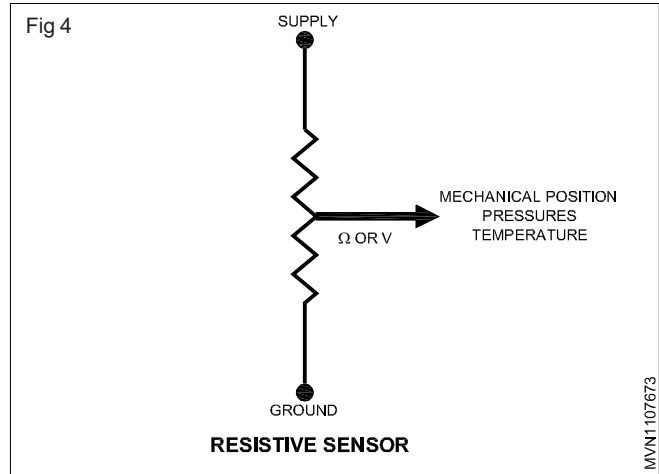 Fig 4
SUPPLY
MECHANICAL POSITION
PRESSURES
TEMPERATURE
Ω OR V
GROUND
RESISTIVE SENSOR
MVN1107673